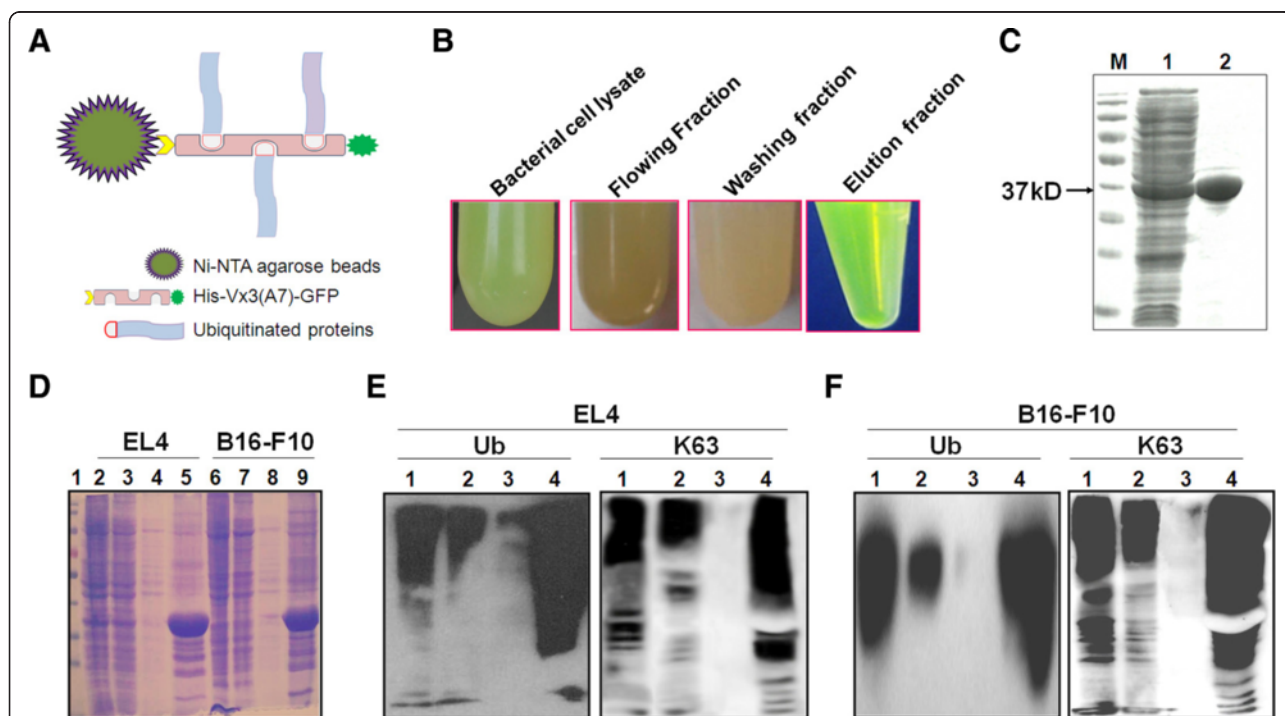 A
Ni-NTA agarose beads
His-Vx3(A7)-GFP
Ubiquitinated proteins
B
Bacterial cell lysate
Flowing Fraction
Washing fraction
Elution fraction
C
M 1 2
37kD
D
EL4 B16-F10
1 2 3 4 5 6 7 8 9
E
EL4
Ub K63
1 2 3 4 1 2 3 4
F
B16-F10
Ub K63
1 2 3 4 1 2 3 4